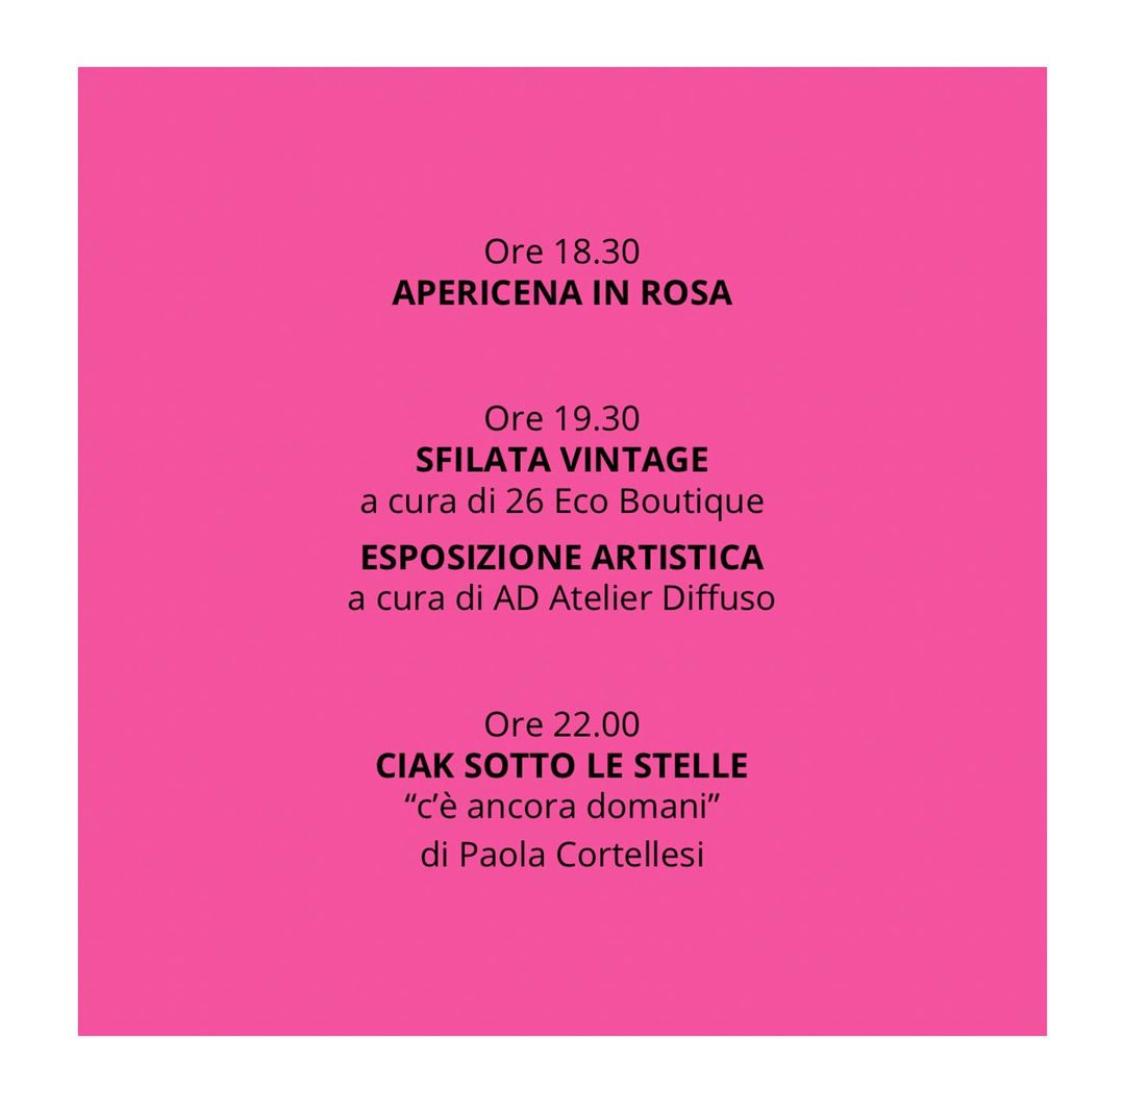 Ore 18.30
APERICENA IN ROSA
Ore 19.30
SFILATA VINTAGE
a cura di 26 Eco Boutique
ESPOSIZIONE ARTISTICA
a cura di AD Atelier Diffuso
Ore 22.00
CIAK SOTTO LE STELLE
“c’è ancora domani”
di Paola Cortellesi